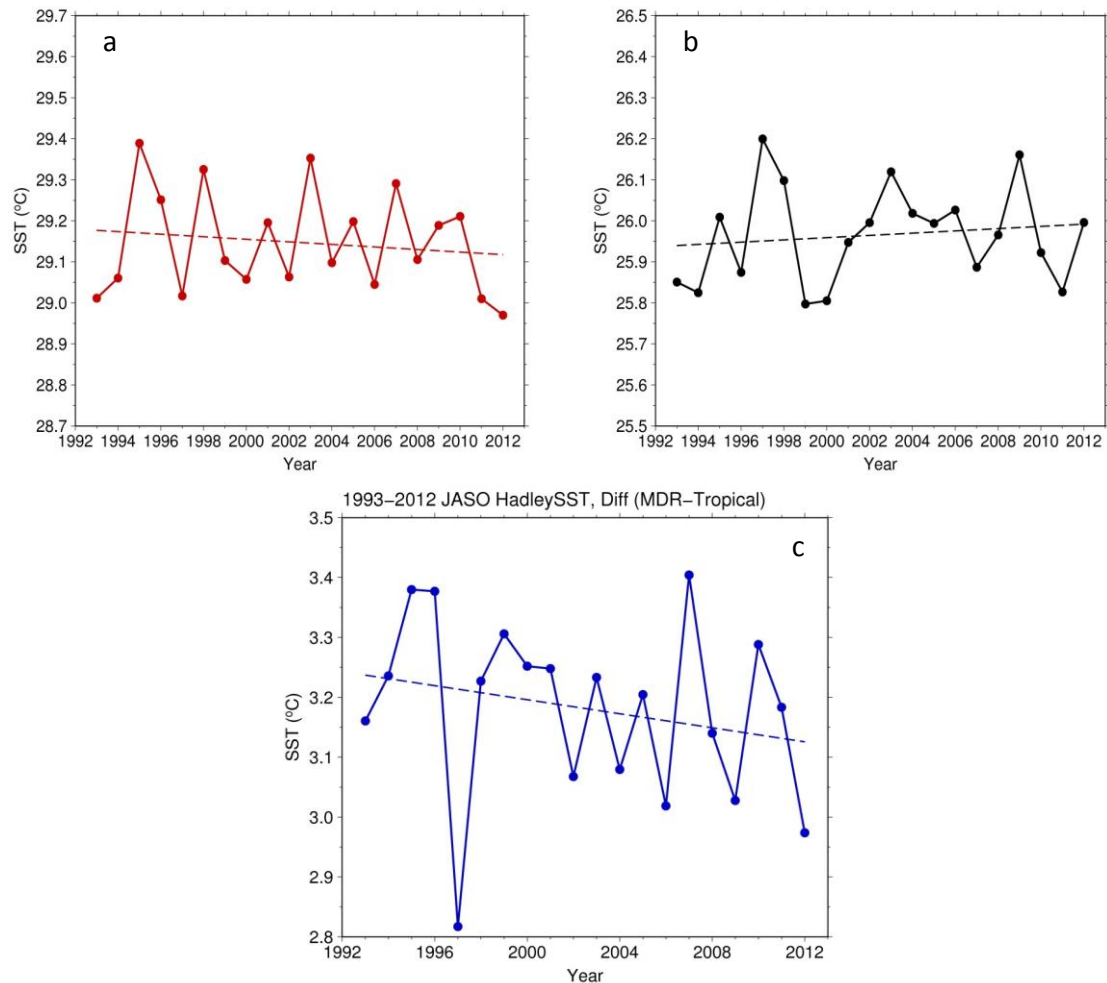 a
SST (°C)
29.7
29.6
29.5
29.4
29.3
29.2
29.1
29.0
28.9
28.8
28.7
1992 1994 1996 1998 2000 2002 2004 2006 2008 2010 2012
Year
b
SST (°C)
26.5
26.4
26.3
26.2
26.1
26.0
25.9
25.8
25.7
25.6
25.5
1992 1994 1996 1998 2000 2002 2004 2006 2008 2010 2012
Year
1993−2012 JASO HadleySST, Diff (MDR−Tropical)
c
SST (°C)
3.5
3.4
3.3
3.2
3.1
3.0
2.9
2.8
1992 1996 2000 2004 2008 2012
Year